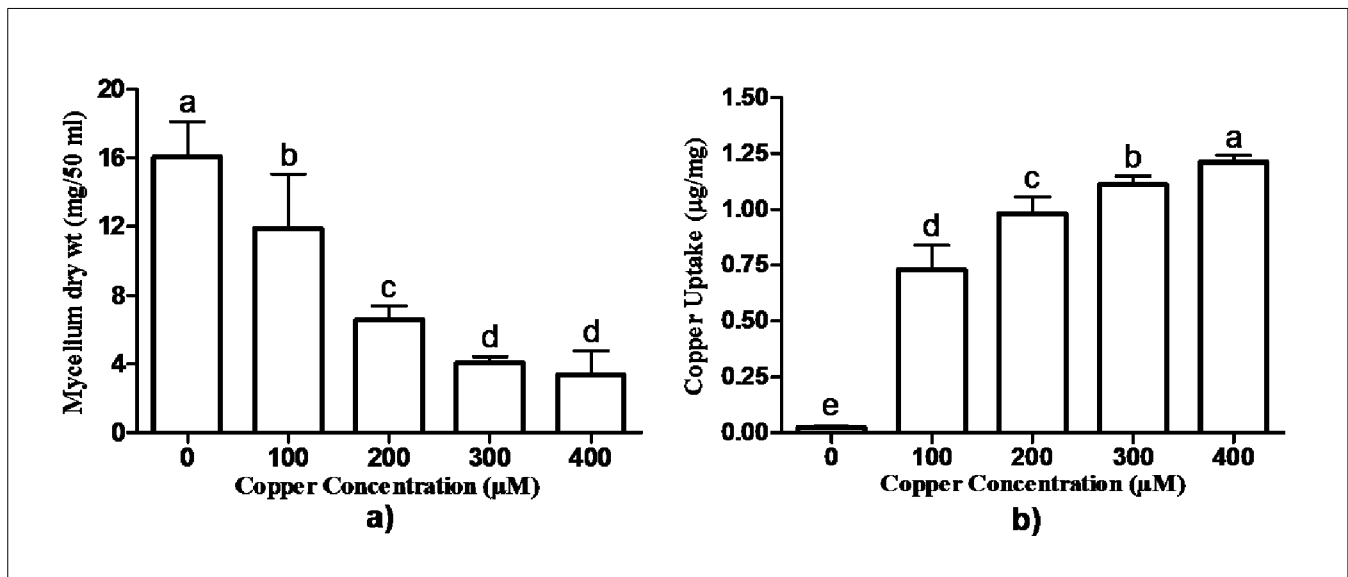 Mycelium dry wt (mg/50 ml)
20
16
12
8
4
0
a
b
c
d
d
0 100 200 300 400
Copper Concentration (µM)
a)
Copper Uptake (µg/mg)
1.50
1.25
1.00
0.75
0.50
0.25
0.00
e
d
c
b
a
0 100 200 300 400
Copper Concentration (µM)
b)